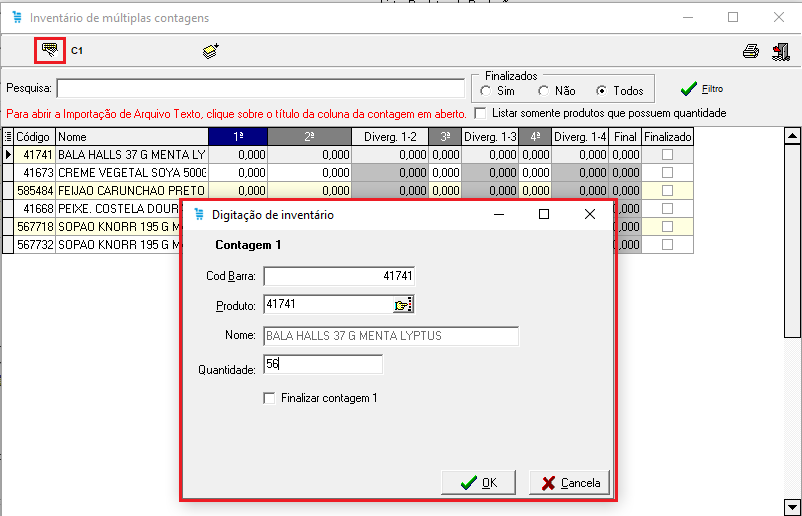 Inventário de múltiplas contagens
C1
Pesquisa:
Finalizados
Sim Não Todos
Filtro
Para abrir a Importação de Arquivo Texto, clique sobre o título da coluna da contagem em aberto. Listar somente produtos que possuem quantidade
Código Nome 1ª 2ª Diverg. 1-2 3ª Diverg. 1-3 4ª Diverg. 1-4 Final Finalizado
41741 BALA HALLS 37 G MENTA LY 0,000 0,000 0,000 0,000 0,000 0,000 0,000 0,000
41673 CREME VEGETAL SOYA 500G 0,000 0,000 0,000 0,000 0,000 0,000 0,000 0,000
585484 FEIJAO CARUNCHAO PRETO 0,000 0,000 0,000 0,000 0,000 0,000 0,000 0,000
41668 PEIXE. COSTELA DOUR ,000
567718 SOPAO KNORR 195 G M ,000
567732 SOPAO KNORR 195 G M ,000
Digitação de inventário
Contagem 1
Cod Barra: 41741
Produto: 41741
Nome: BALA HALLS 37 G MENTA LYPTUS
Quantidade: 56
Finalizar contagem 1
OK Cancela